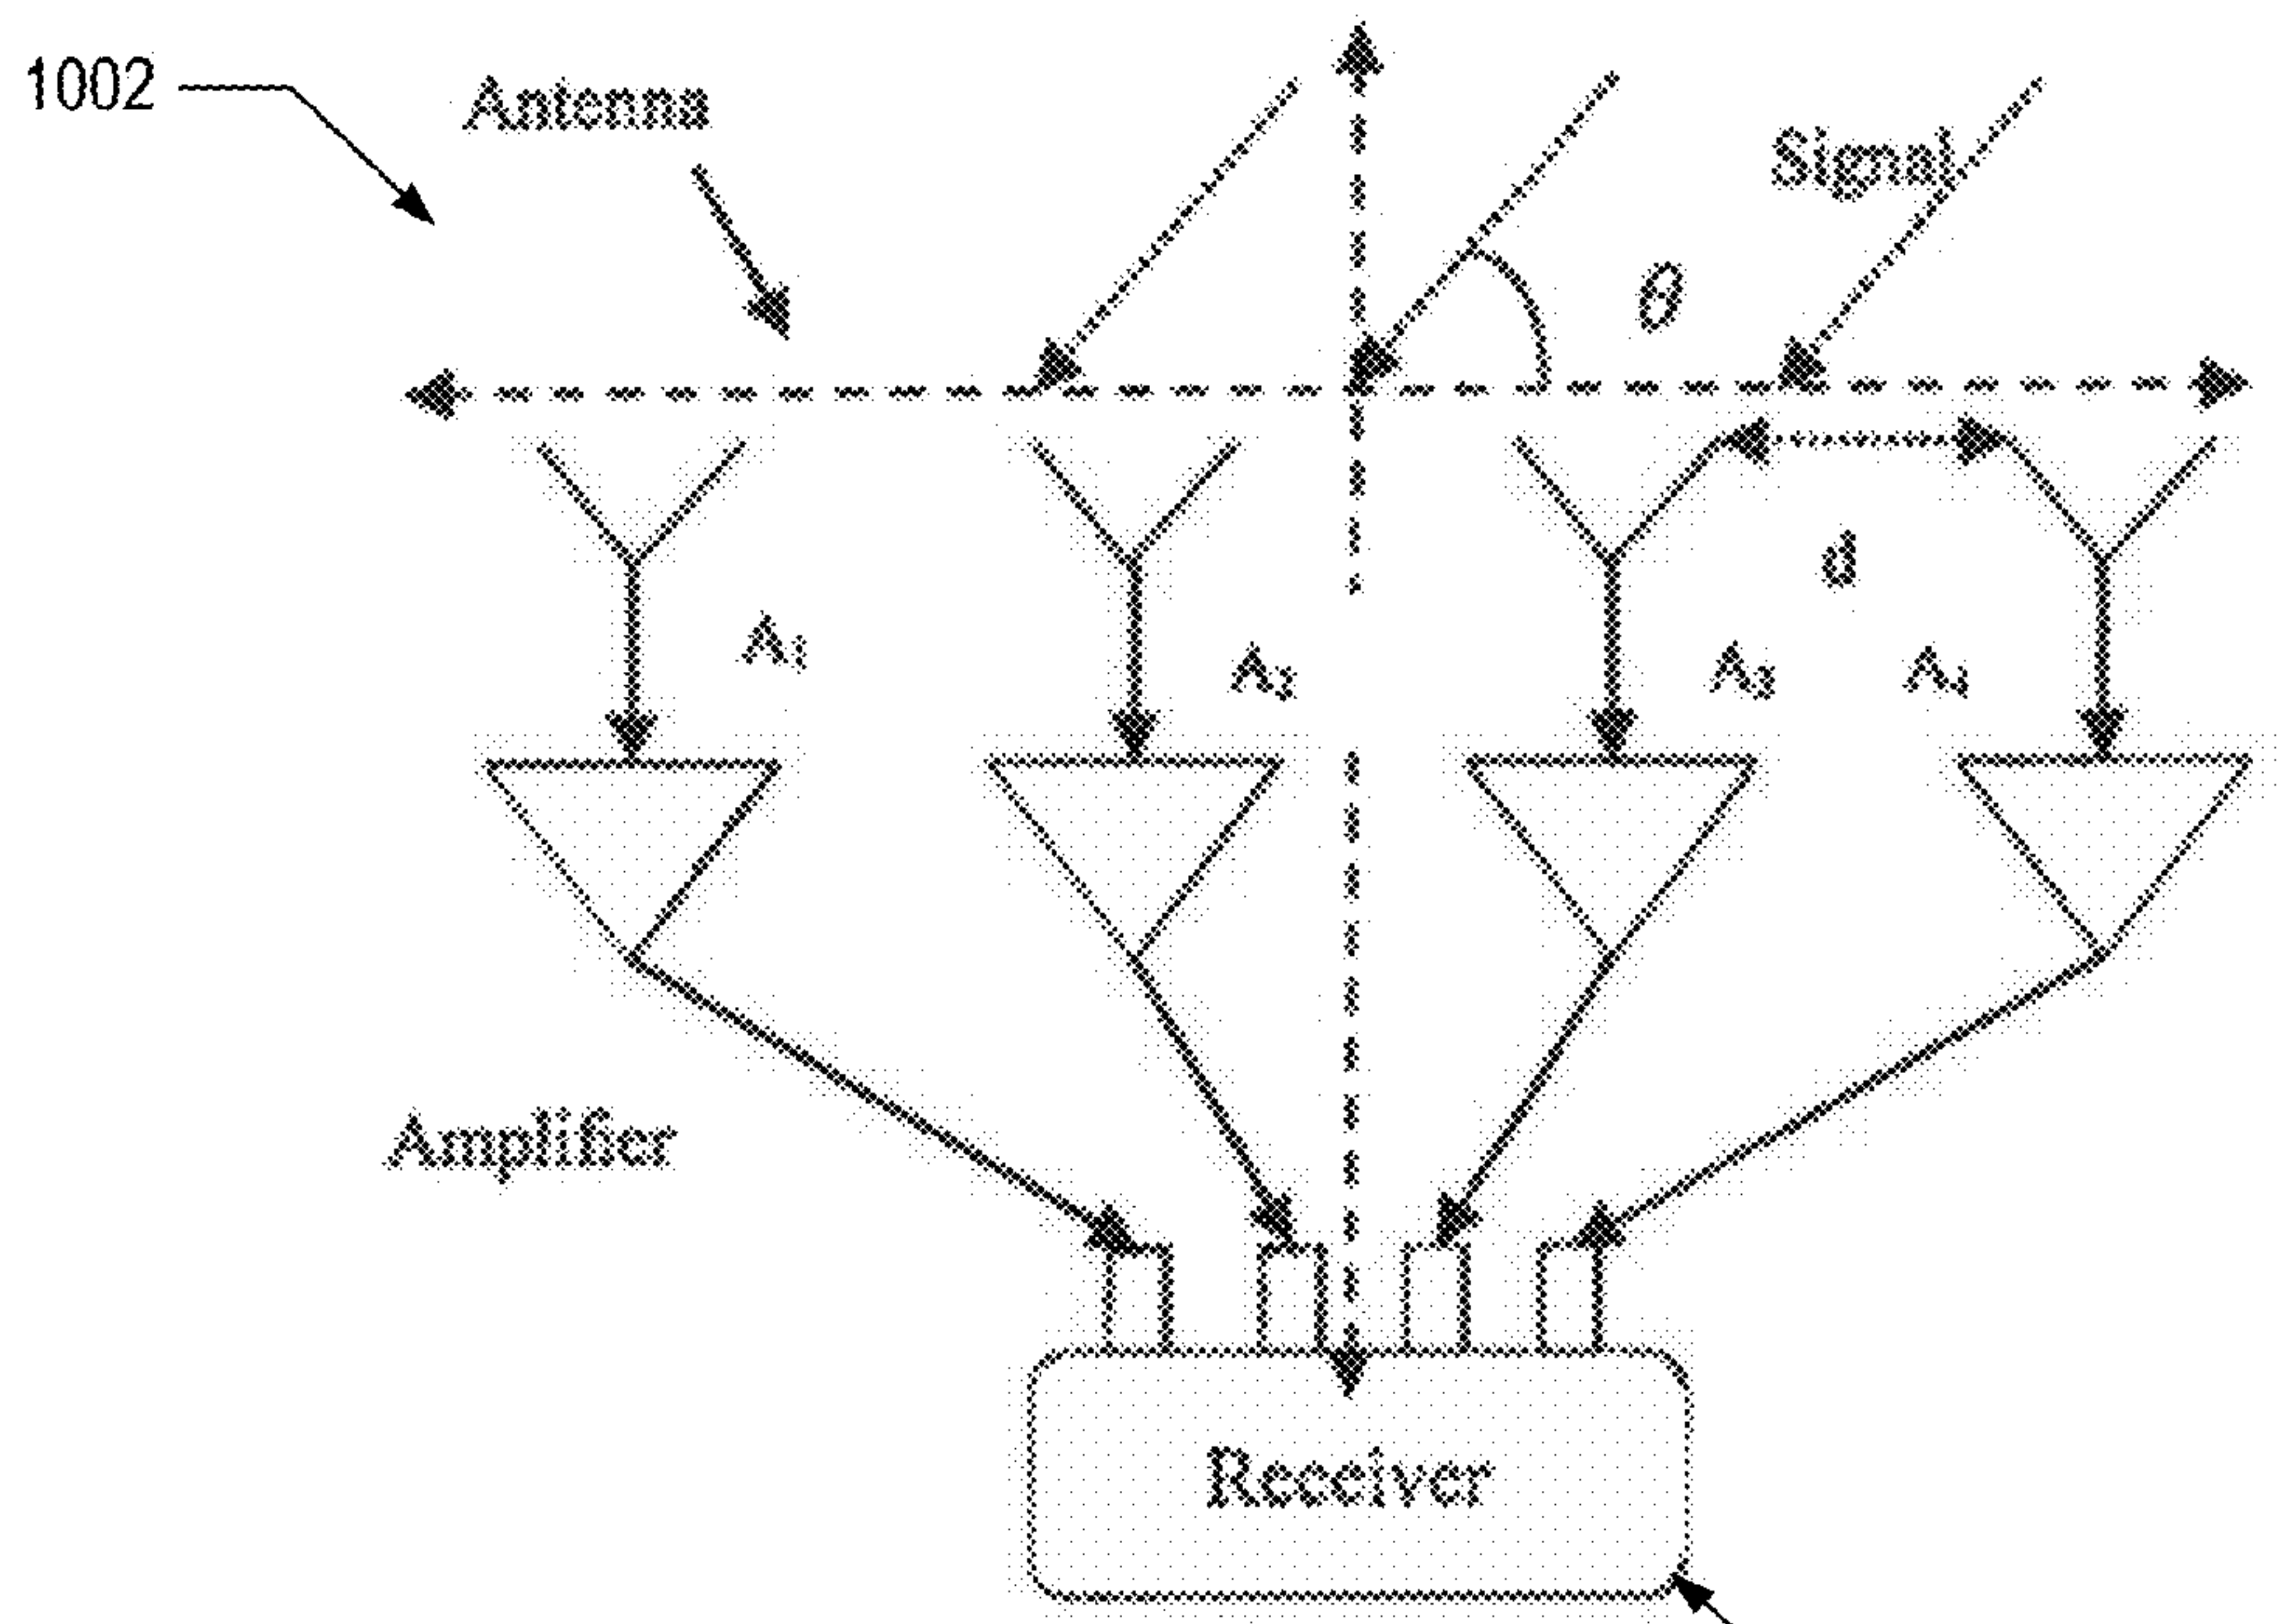 1002
Antenna
Signal
θ
d
A₁
A₂
A₃
A₄
Amplifier
Receiver